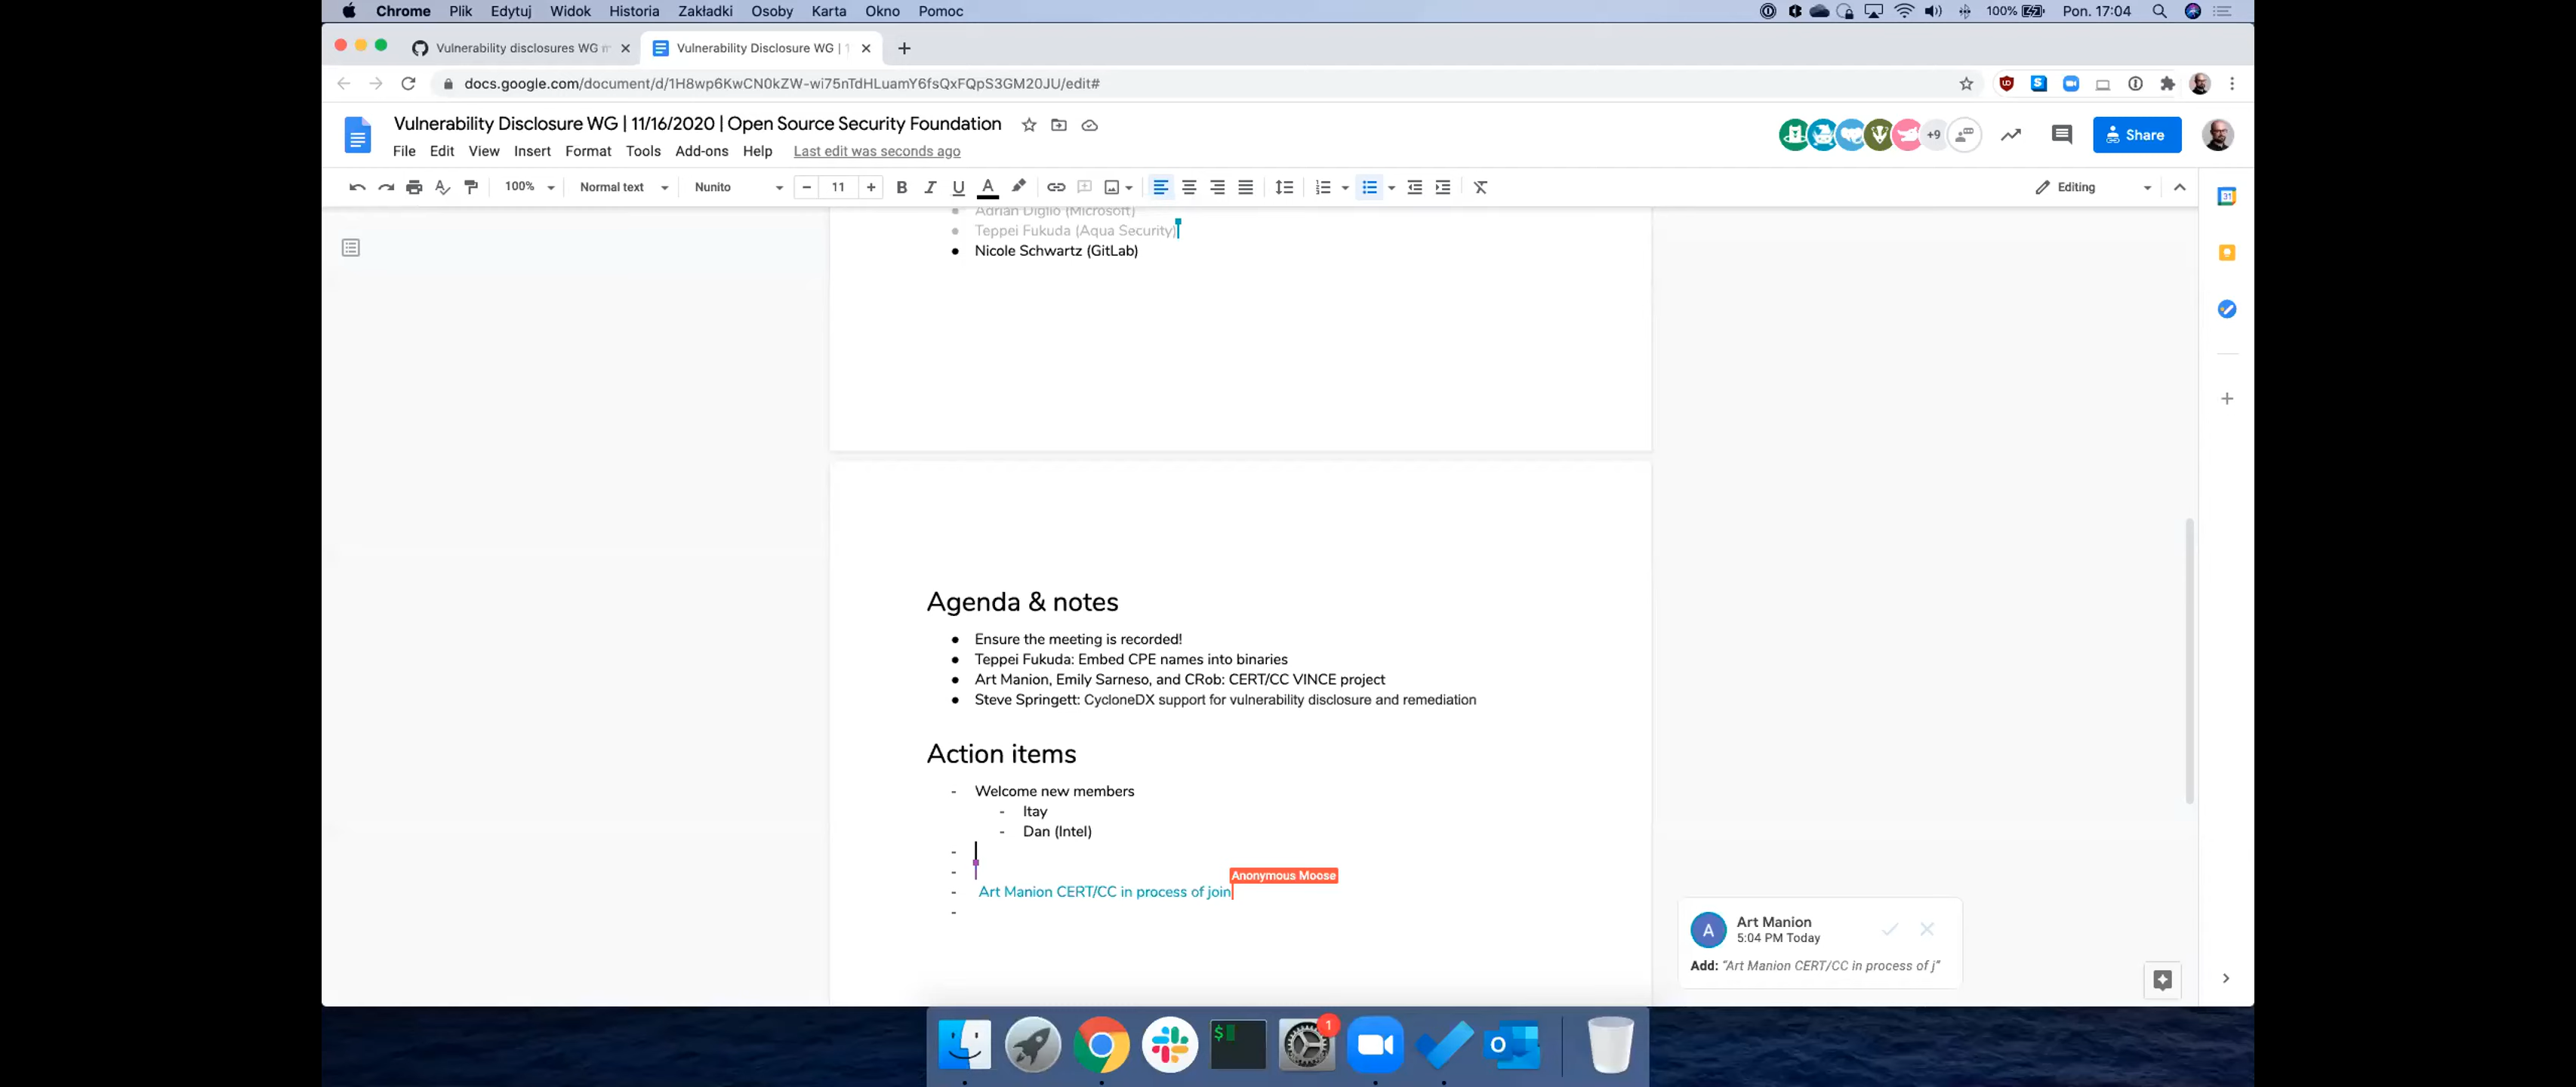 Chrome Plik Edytuj Widok Historia Zakładki Osoby Karta Okno Pomoc 100% Pon. 17:04
Vulnerability disclosures WG m Vulnerability Disclosure WG | 1
docs.google.com/document/d/1H8wp6KwCN0kZW-wi75nTdHLuamY6fsQxFQpS3GM20JU/edit#
Vulnerability Disclosure WG | 11/16/2020 | Open Source Security Foundation
+9 Share
File Edit View Insert Format Tools Add-ons Help Last edit was seconds ago
100% Normal text Nunito 11 B I U A Editing
Adrian Diglio (Microsoft)
Teppei Fukuda (Aqua Security)
Nicole Schwartz (GitLab)
Agenda & notes
Ensure the meeting is recorded!
Teppei Fukuda: Embed CPE names into binaries
Art Manion, Emily Sarneso, and CRob: CERT/CC VINCE project
Steve Springett: CycloneDX support for vulnerability disclosure and remediation
Action items
- Welcome new members
- Itay
- Dan (Intel)
-
-
Anonymous Moose
- Art Manion CERT/CC in process of join
-
A Art Manion
5:04 PM Today
Add: “Art Manion CERT/CC in process of j”
1